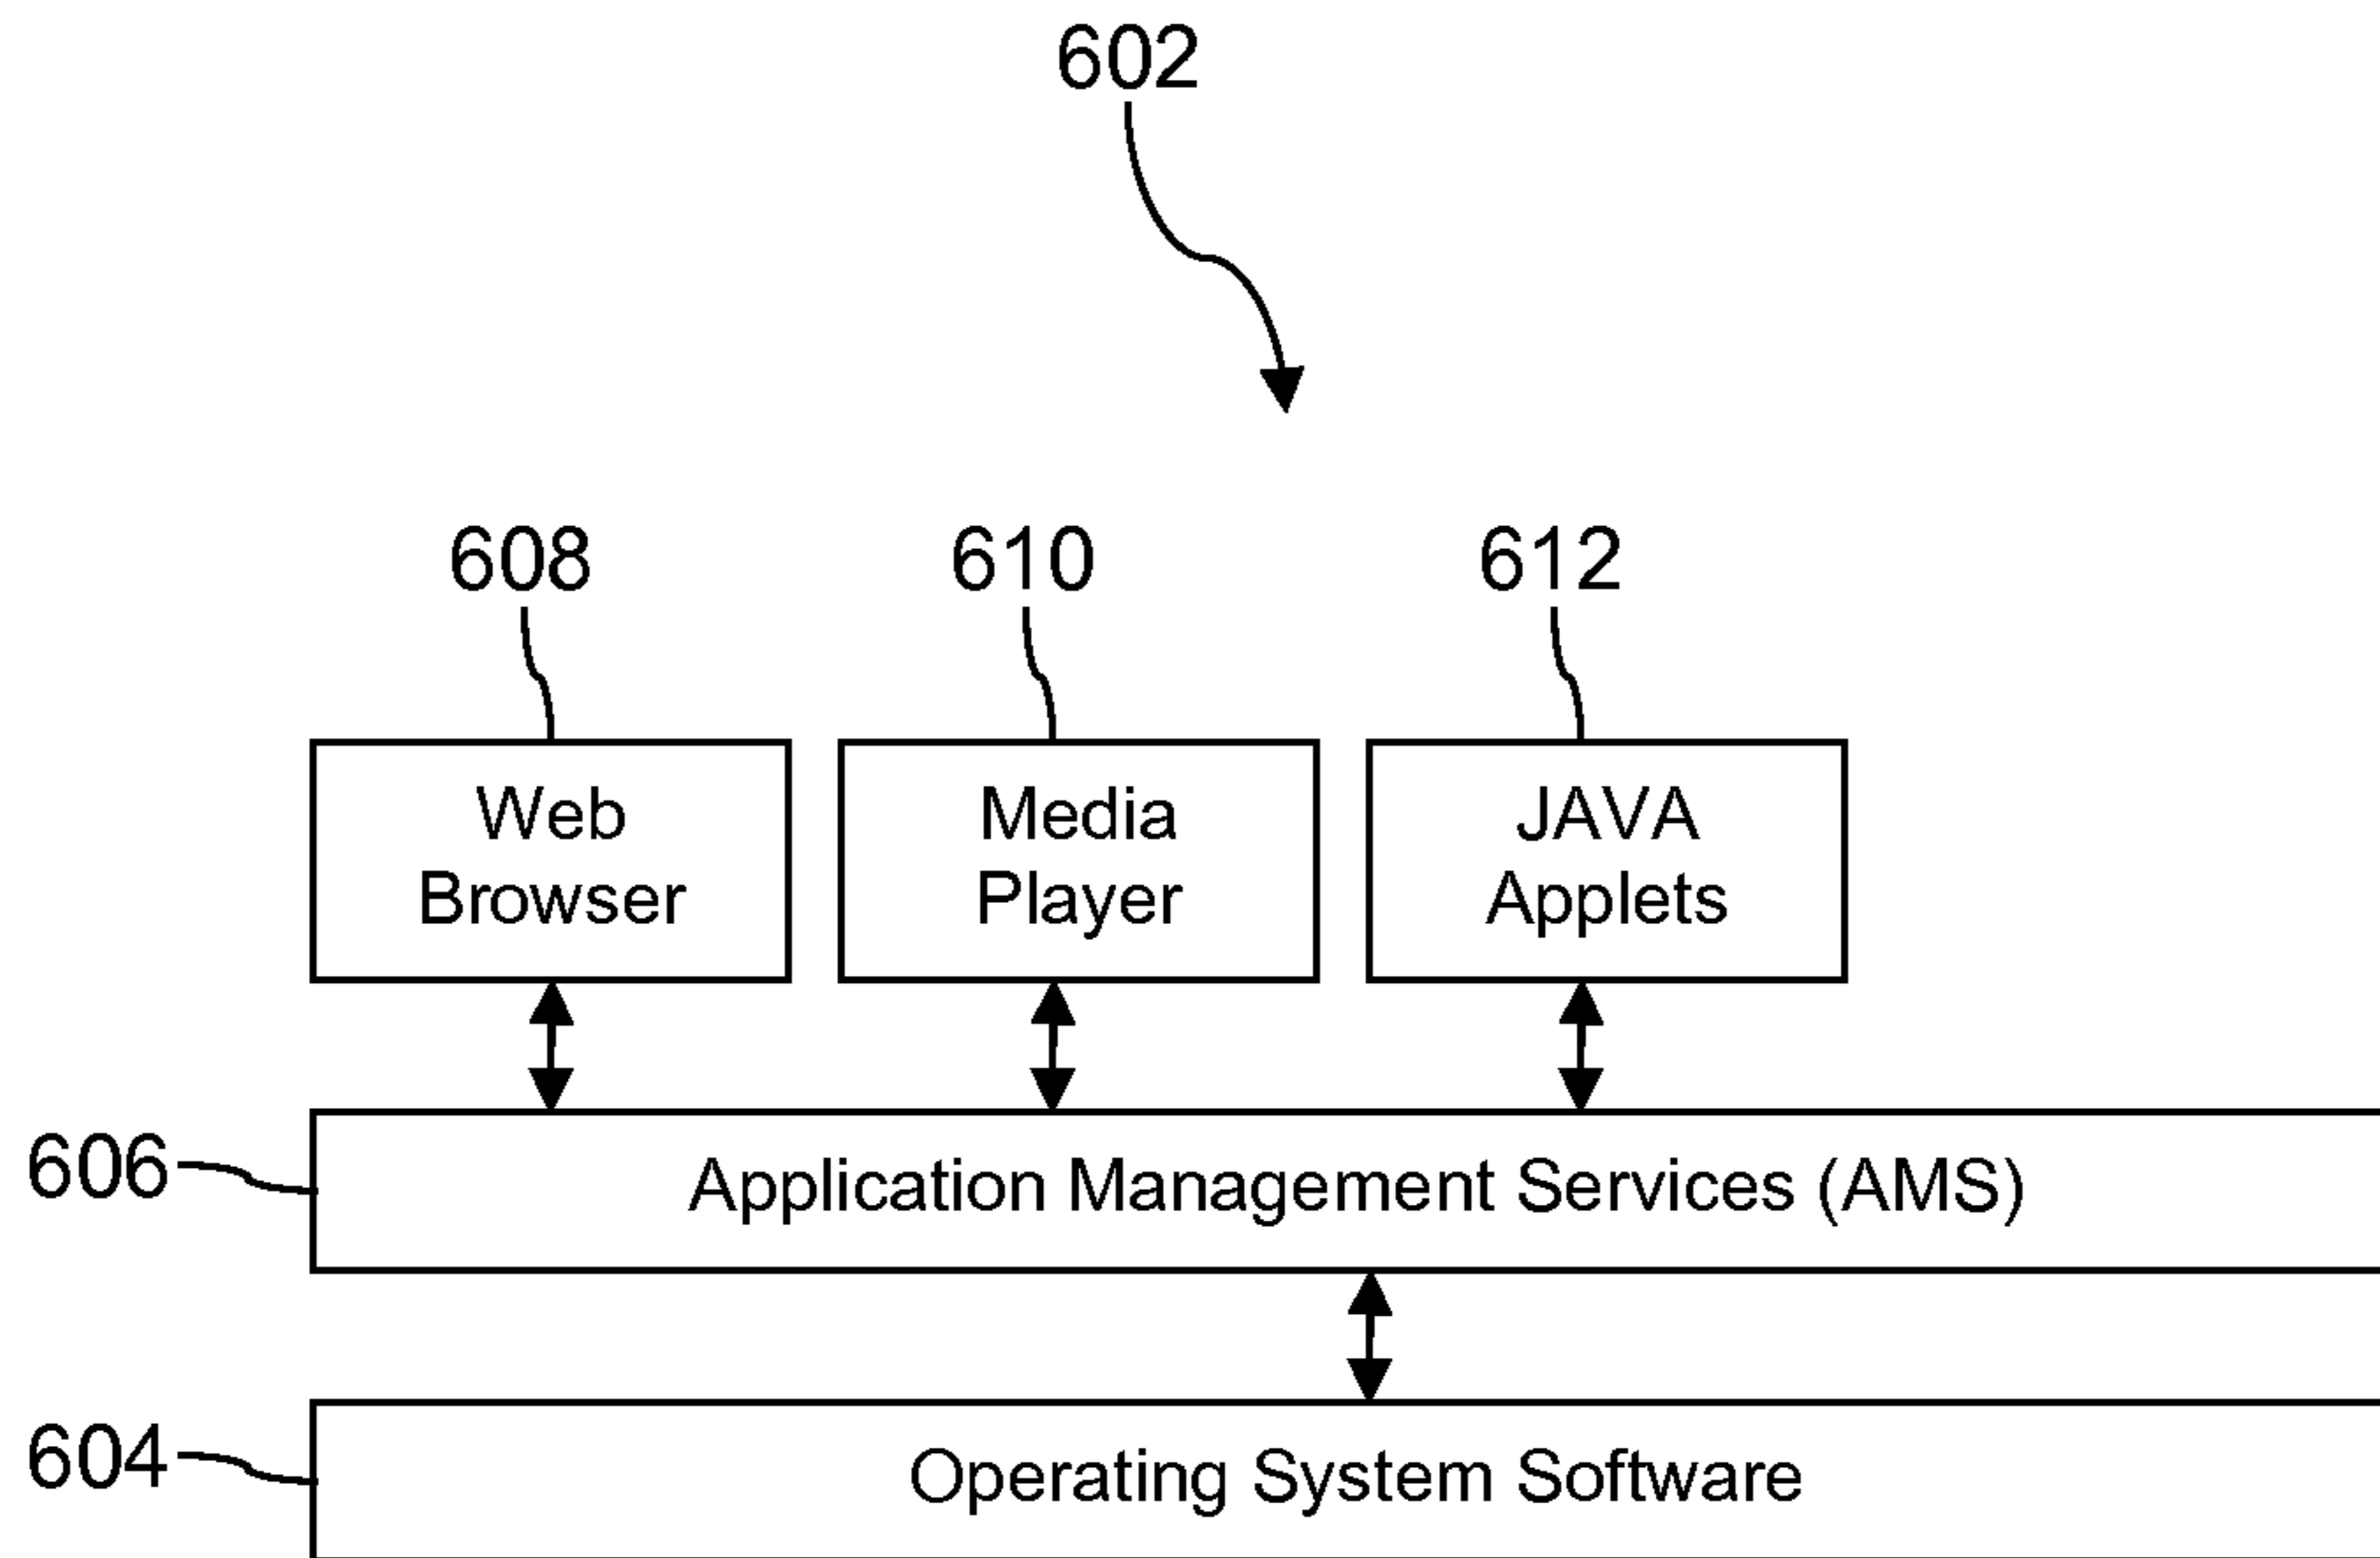 602
608
610
612
Web
Browser
Media
Player
JAVA
Applets
606
Application Management Services (AMS)
604
Operating System Software